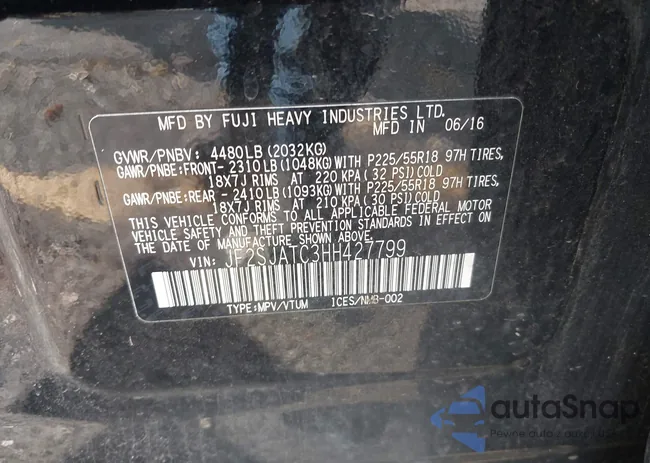 MFD BY FUJI HEAVY INDUSTRIES LTD.
MFD IN 06/16
GVWR/PNBV: 4480LB(2032KG)
GAWR/PNBE:FRONT- 2310LB(1048KG)WITH P225/55R18 97H TIRES,
18X7J RIMS AT 220 KPA(32 PSI)COLD
GAWR/PNBE:REAR - 2410LB(1093KG)WITH P225/55R18 97H TIRES,
18X7J RIMS AT 210 KPA(30 PSI)COLD
THIS VEHICLE CONFORMS TO ALL APPLICABLE FEDERAL MOTOR
VEHICLE SAFETY AND THEFT PREVENTION STANDARDS IN EFFECT ON
THE DATE OF MANUFACTURE SHOWN ABOVE.
VIN: JF2SJATC3HH427799
TYPE:MPV/VTUM ICES/NMB-002
autaSnap
Pewne auta z